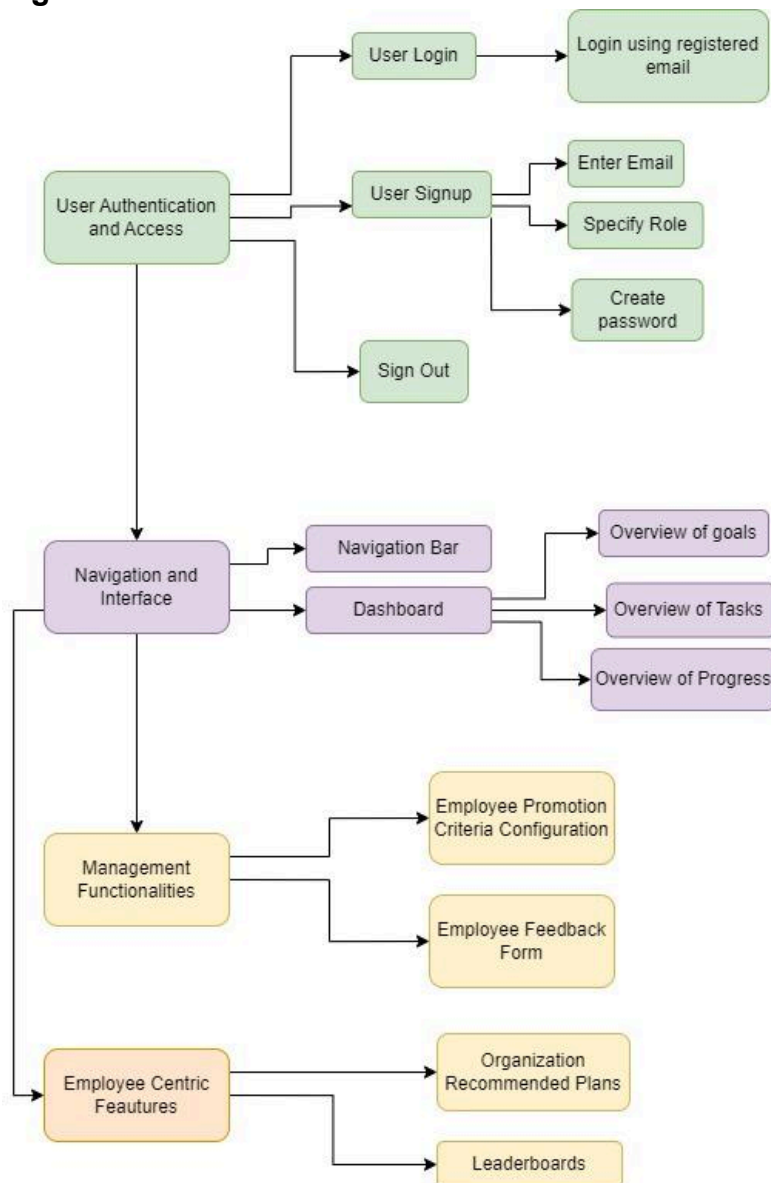 User Login
Login using registered
email
User Authentication
and Access
User Signup
Enter Email
Specify Role
Create
password
Sign Out
Navigation and
Interface
Navigation Bar
Dashboard
Overview of goals
Overview of Tasks
Overview of Progress
Management
Functionalities
Employee Promotion
Criteria Configuration
Employee Feedback
Form
Employee Centric
Feautures
Organization
Recommended Plans
Leaderboards